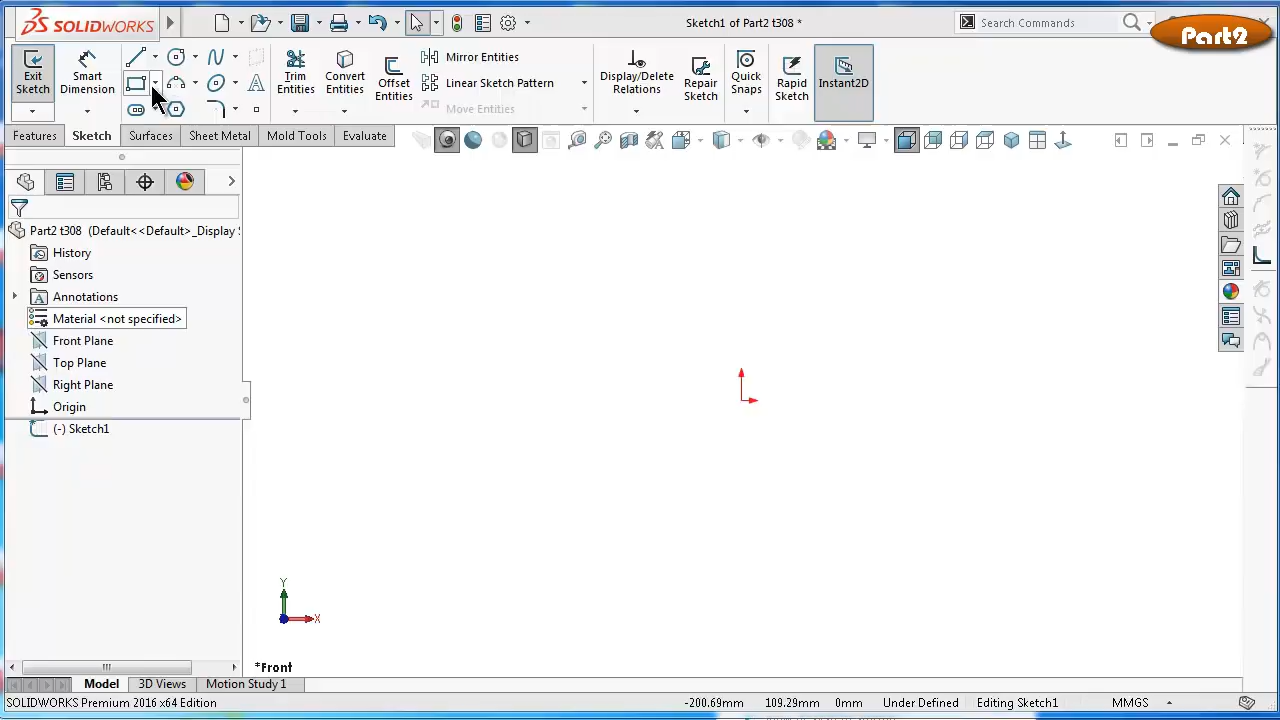 SOLIDWORKS
Sketch1 of Part2 t308 *
Search Commands
Part2
Exit Sketch
Smart Dimension
Trim Entities
Convert Entities
Offset Entities
Mirror Entities
Linear Sketch Pattern
Move Entities
Display/Delete Relations
Repair Sketch
Quick Snaps
Rapid Sketch
Instant2D
Features
Sketch
Surfaces
Sheet Metal
Mold Tools
Evaluate
Part2 t308 (Default<<Default>_Display
History
Sensors
Annotations
Material <not specified>
Front Plane
Top Plane
Right Plane
Origin
(-) Sketch1
Y
X
*Front
Model
3D Views
Motion Study 1
SOLIDWORKS Premium 2016 x64 Edition
-200.69mm
109.29mm
0mm
Under Defined
Editing Sketch1
MMGS